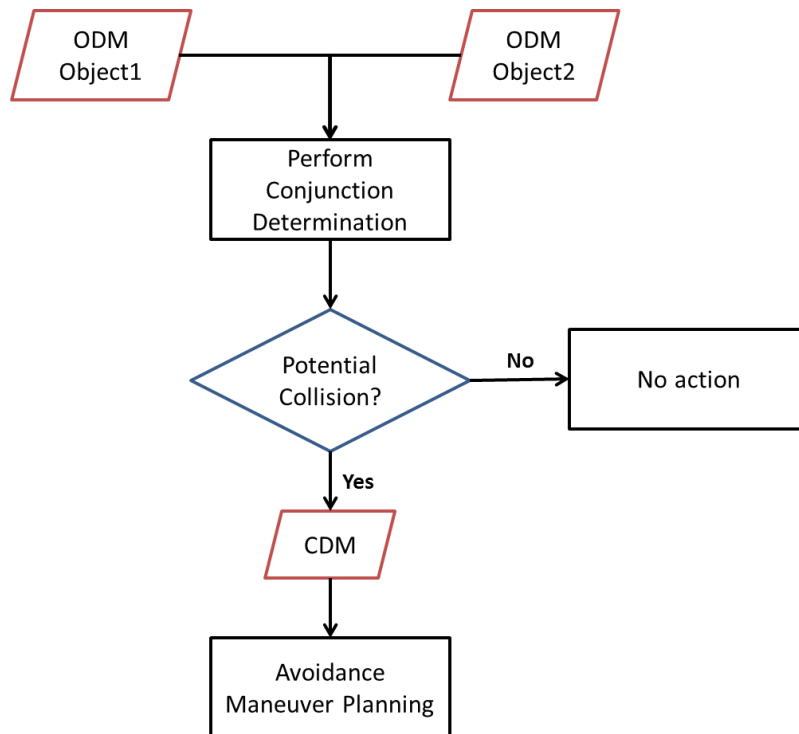 ODM
Object1
ODM
Object2
Perform
Conjunction
Determination
Potential
Collision?
No
No action
Yes
CDM
Avoidance
Maneuver Planning